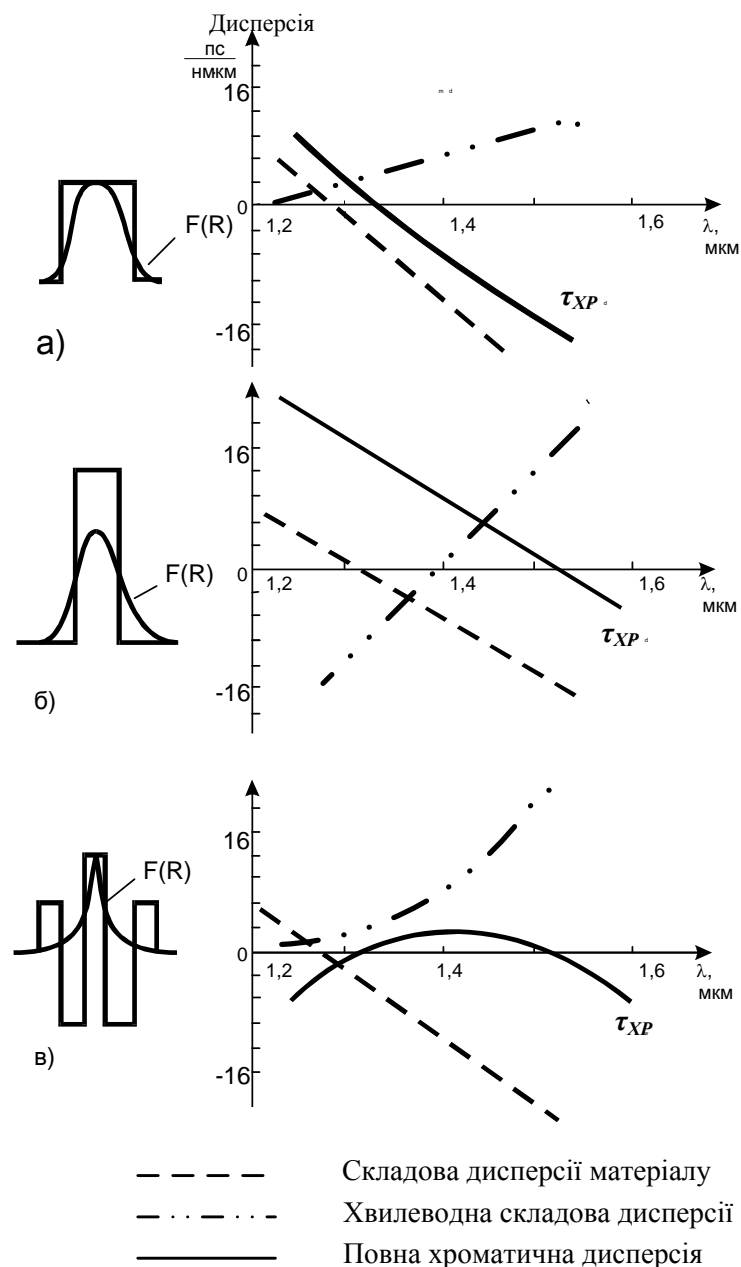 Дисперсія
пс
нмкм
16
0
1,2
1,4
1,6
λ,
мкм
F(R)
τXP
-16
а)
16
0
1,2
1,4
1,6
λ,
мкм
F(R)
τXP
-16
б)
16
F(R)
0
1,2
1,4
1,6
λ,
мкм
τXP
-16
в)
Складова дисперсії матеріалу
Хвилеводна складова дисперсії
Повна хроматична дисперсія